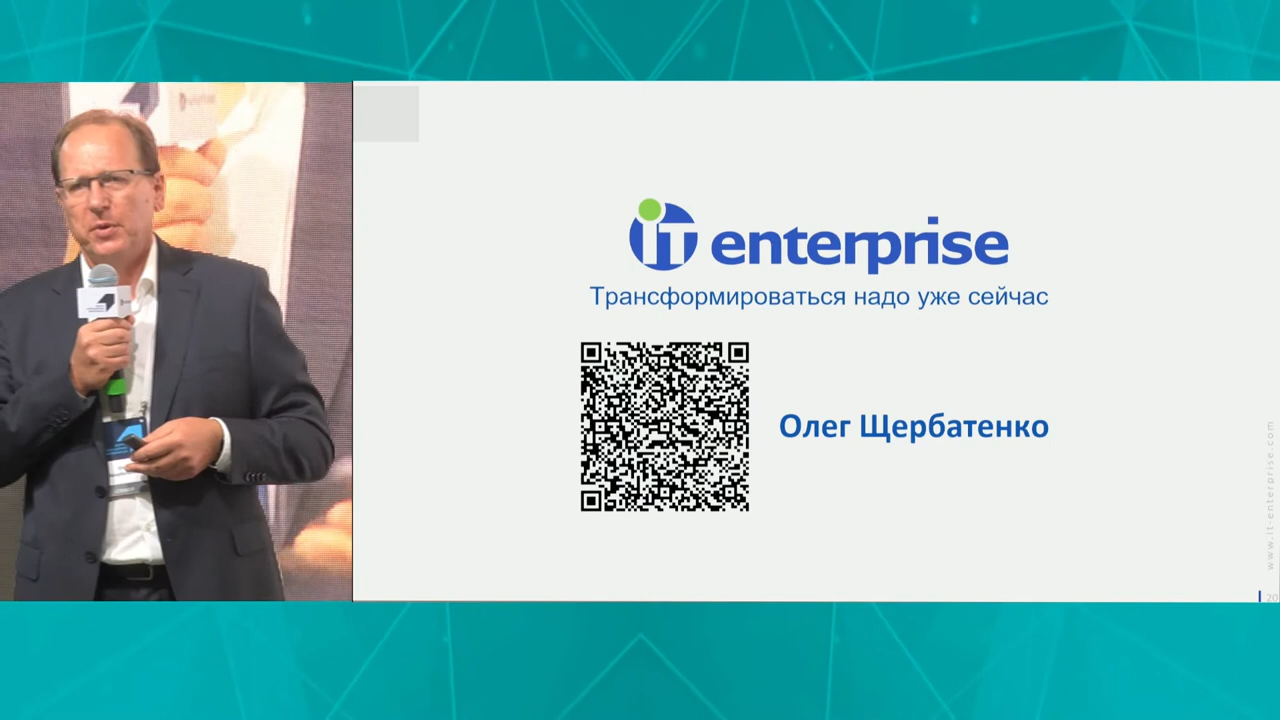 iT enterprise
Трансформироваться надо уже сейчас
Олег Щербатенко
www.it-enterprise.com
20